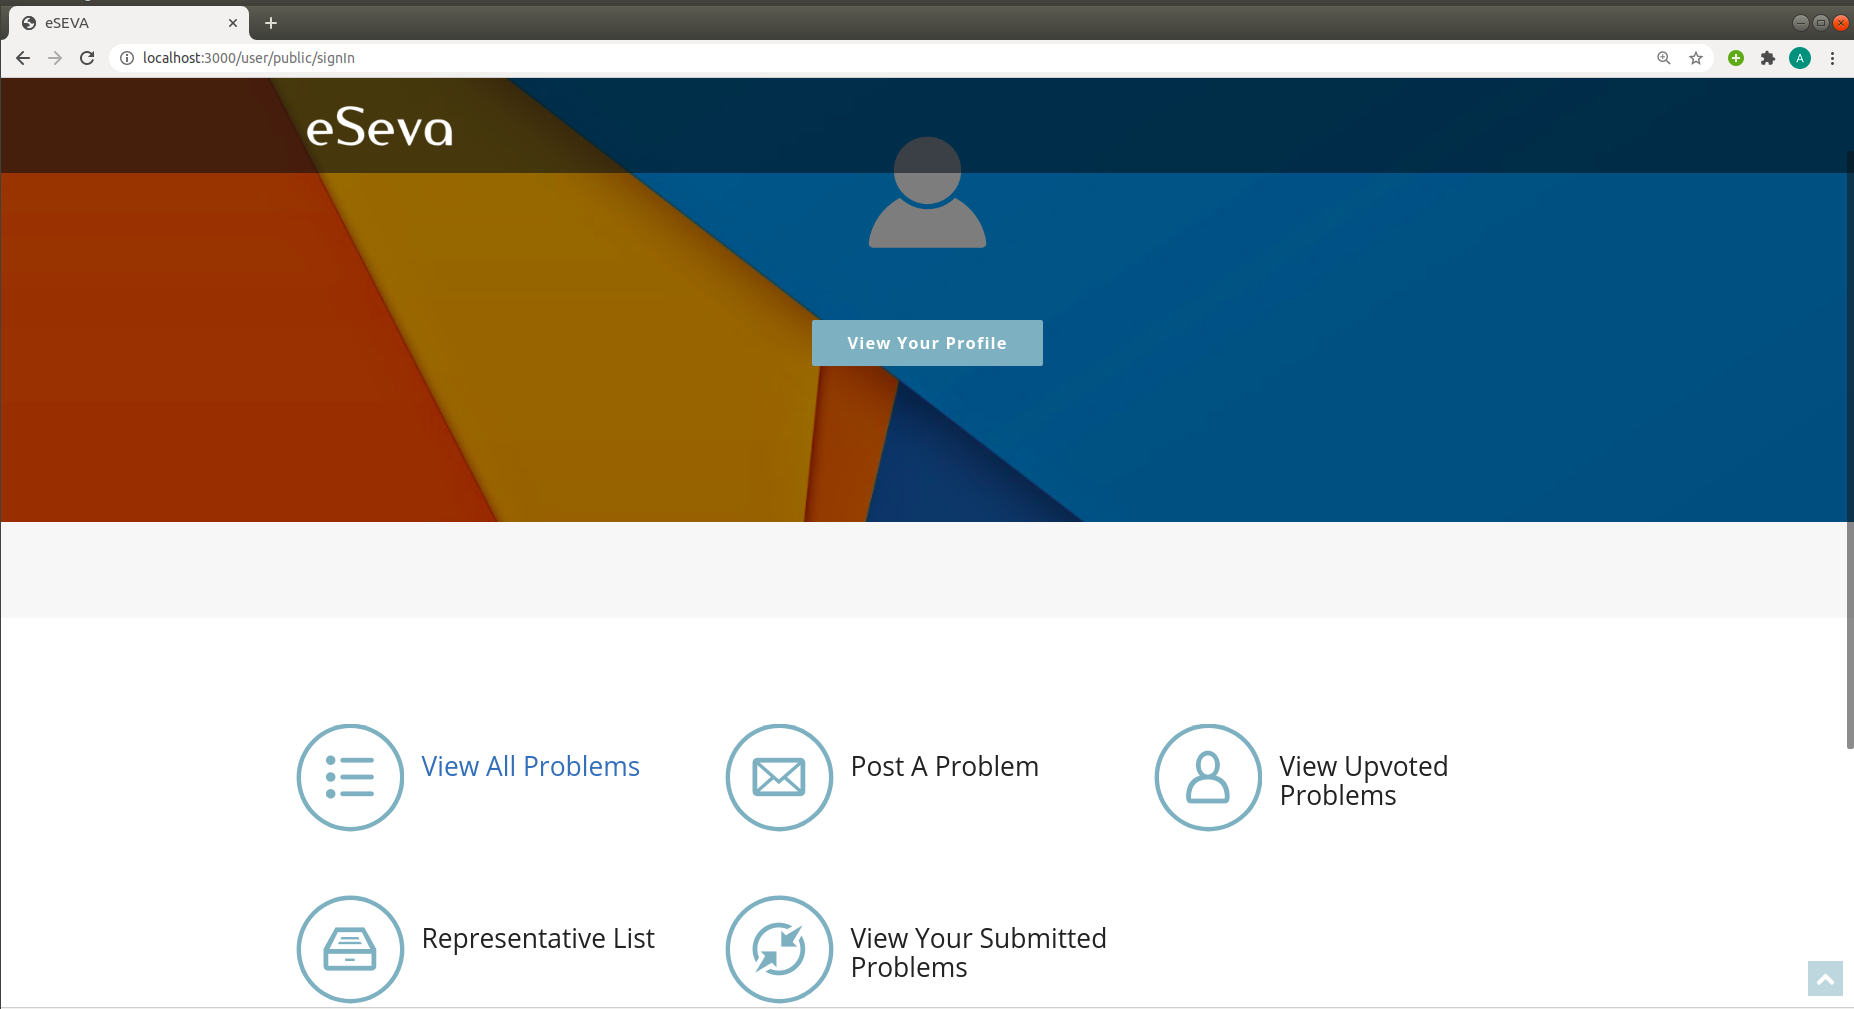 eSEVA
localhost:3000/user/public/signIn
A
eSeva
View Your Profile
View All Problems
Post A Problem
View Upvoted
Problems
Representative List
View Your Submitted
Problems